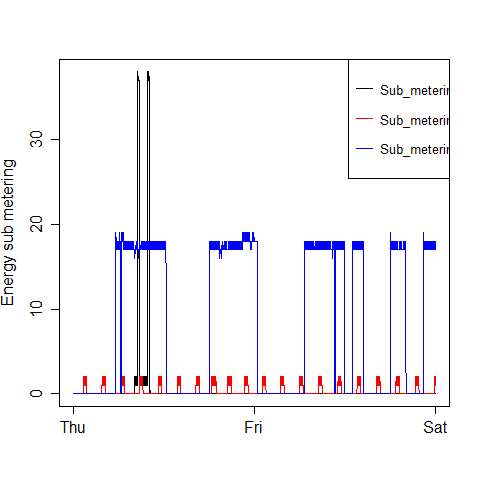 Sub_meterin
Sub_meterin
Sub_meterin
Energy sub metering
30
20
10
0
Thu
Fri
Sat